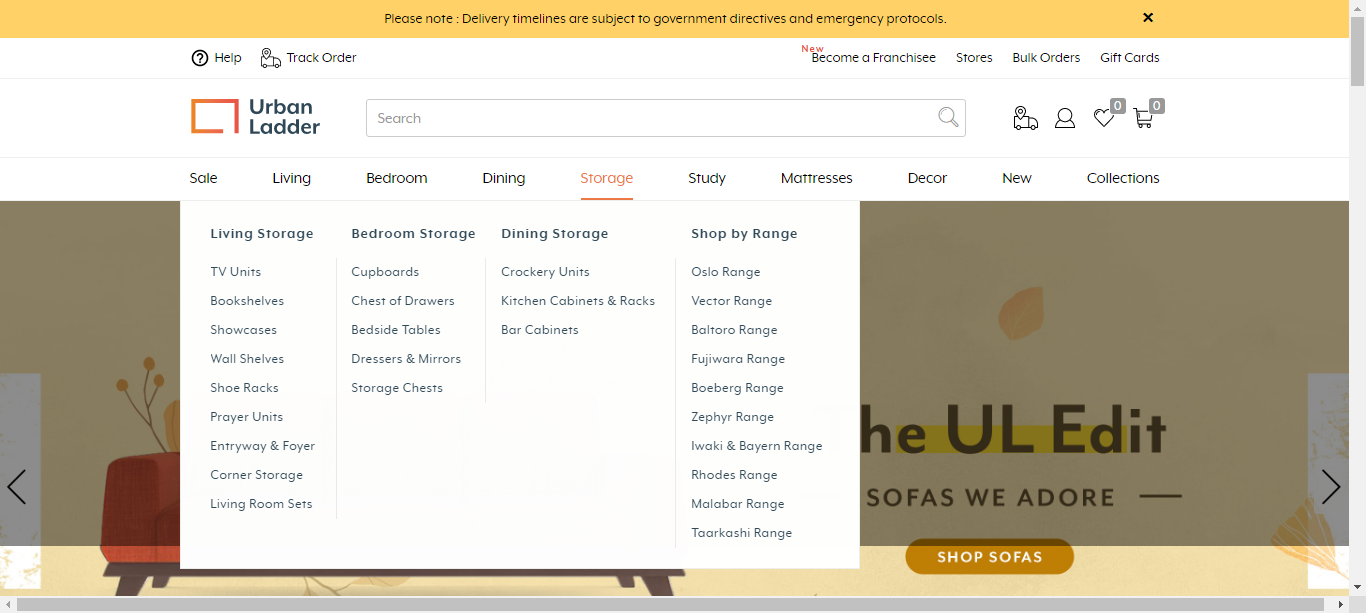 Please note : Delivery timelines are subject to government directives and emergency protocols.
Help Track Order New Become a Franchisee Stores Bulk Orders Gift Cards
Urban
Ladder
Search
0 0
Sale Living Bedroom Dining Storage Study Mattresses Decor New Collections
Living Storage
TV Units
Bookshelves
Showcases
Wall Shelves
Shoe Racks
Prayer Units
Entryway & Foyer
Corner Storage
Living Room Sets
Bedroom Storage
Cupboards
Chest of Drawers
Bedside Tables
Dressers & Mirrors
Storage Chests
Dining Storage
Crockery Units
Kitchen Cabinets & Racks
Bar Cabinets
Shop by Range
Oslo Range
Vector Range
Baltoro Range
Fujiwara Range
Boeberg Range
Zephyr Range
Iwaki & Bayern Range
Rhodes Range
Malabar Range
Taarkashi Range
he UL Edit
SOFAS WE ADORE
SHOP SOFAS